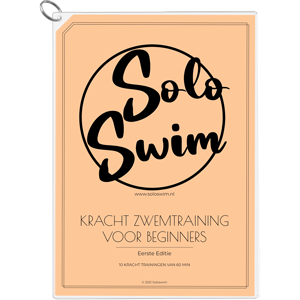 Solo
Swim
www.soloswim.nl
KRACHT ZWEMTRAINING
VOOR BEGINNERS
Eerste Editie
10 KRACHT TRAININGEN VAN 60 MIN